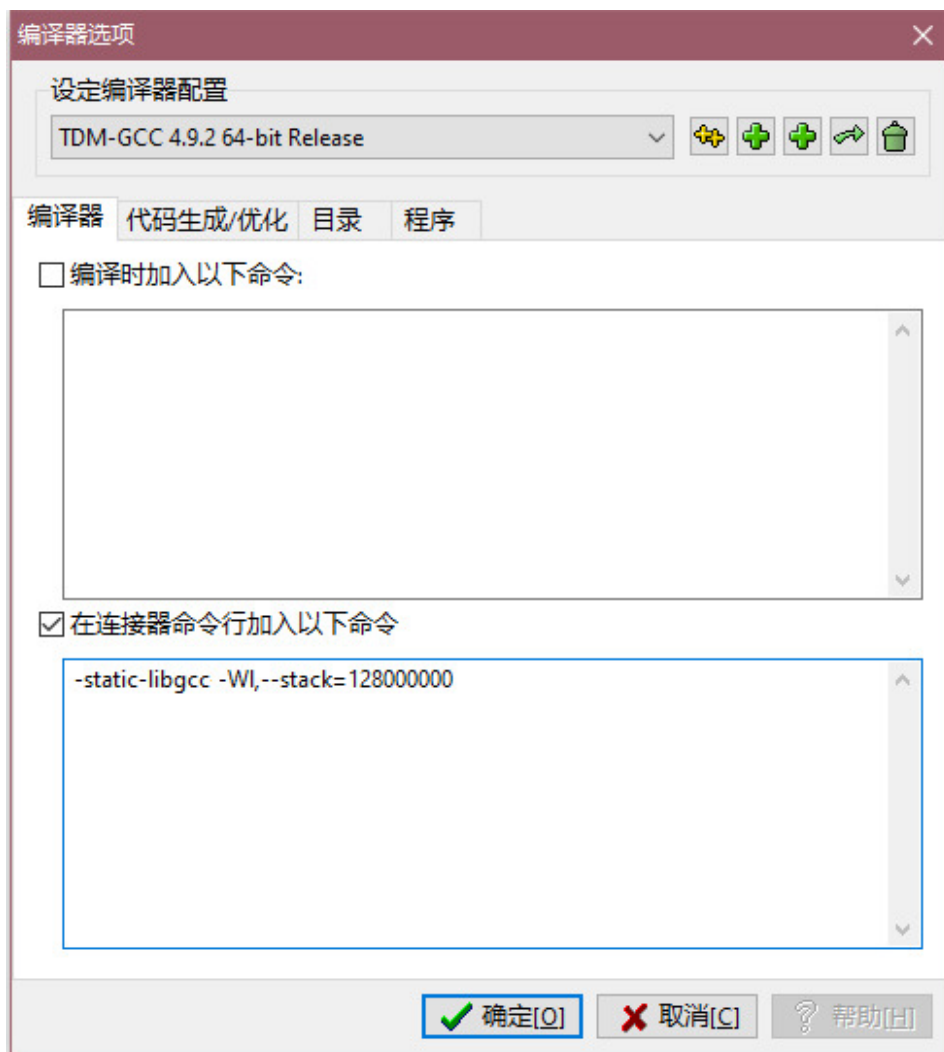 编译器选项
设定编译器配置
TDM-GCC 4.9.2 64-bit Release
编译器 代码生成/优化 目录 程序
编译时加入以下命令:
在连接器命令行加入以下命令
-static-libgcc -Wl,--stack=128000000
确定[O] 取消[C] 帮助[H]